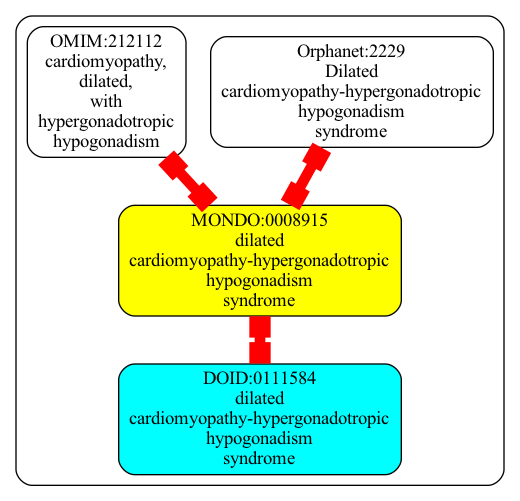 OMIM:212112
cardiomyopathy,
dilated,
with
hypergonadotropic
hypogonadism
Orphanet:2229
Dilated
cardiomyopathy-hypergonadotropic
hypogonadism
syndrome
MONDO:0008915
dilated
cardiomyopathy-hypergonadotropic
hypogonadism
syndrome
DOID:0111584
dilated
cardiomyopathy-hypergonadotropic
hypogonadism
syndrome